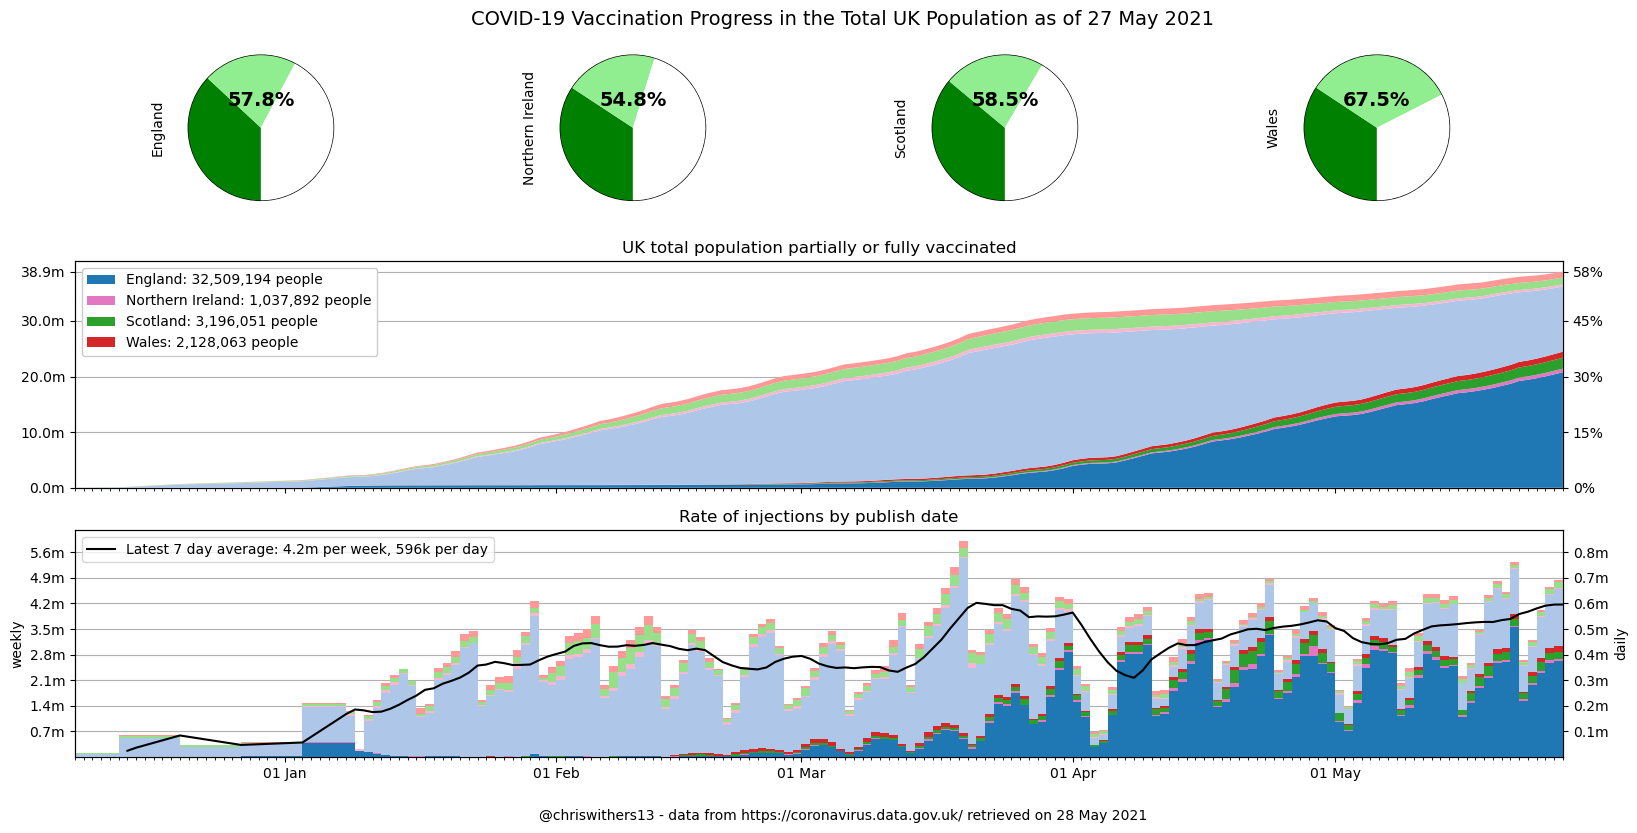 COVID-19 Vaccination Progress in the Total UK Population as of 27 May 2021
England
57.8%
Northern Ireland
54.8%
Scotland
58.5%
Wales
67.5%
UK total population partially or fully vaccinated
38.9m
30.0m
20.0m
10.0m
0.0m
England: 32,509,194 people
Northern Ireland: 1,037,892 people
Scotland: 3,196,051 people
Wales: 2,128,063 people
58%
45%
30%
15%
0%
Rate of injections by publish date
weekly
5.6m
4.9m
4.2m
3.5m
2.8m
2.1m
1.4m
0.7m
Latest 7 day average: 4.2m per week, 596k per day
0.8m
0.7m
0.6m
0.5m
0.4m
0.3m
0.2m
0.1m
daily
01 Jan
01 Feb
01 Mar
01 Apr
01 May
@chriswithers13 - data from https://coronavirus.data.gov.uk/ retrieved on 28 May 2021